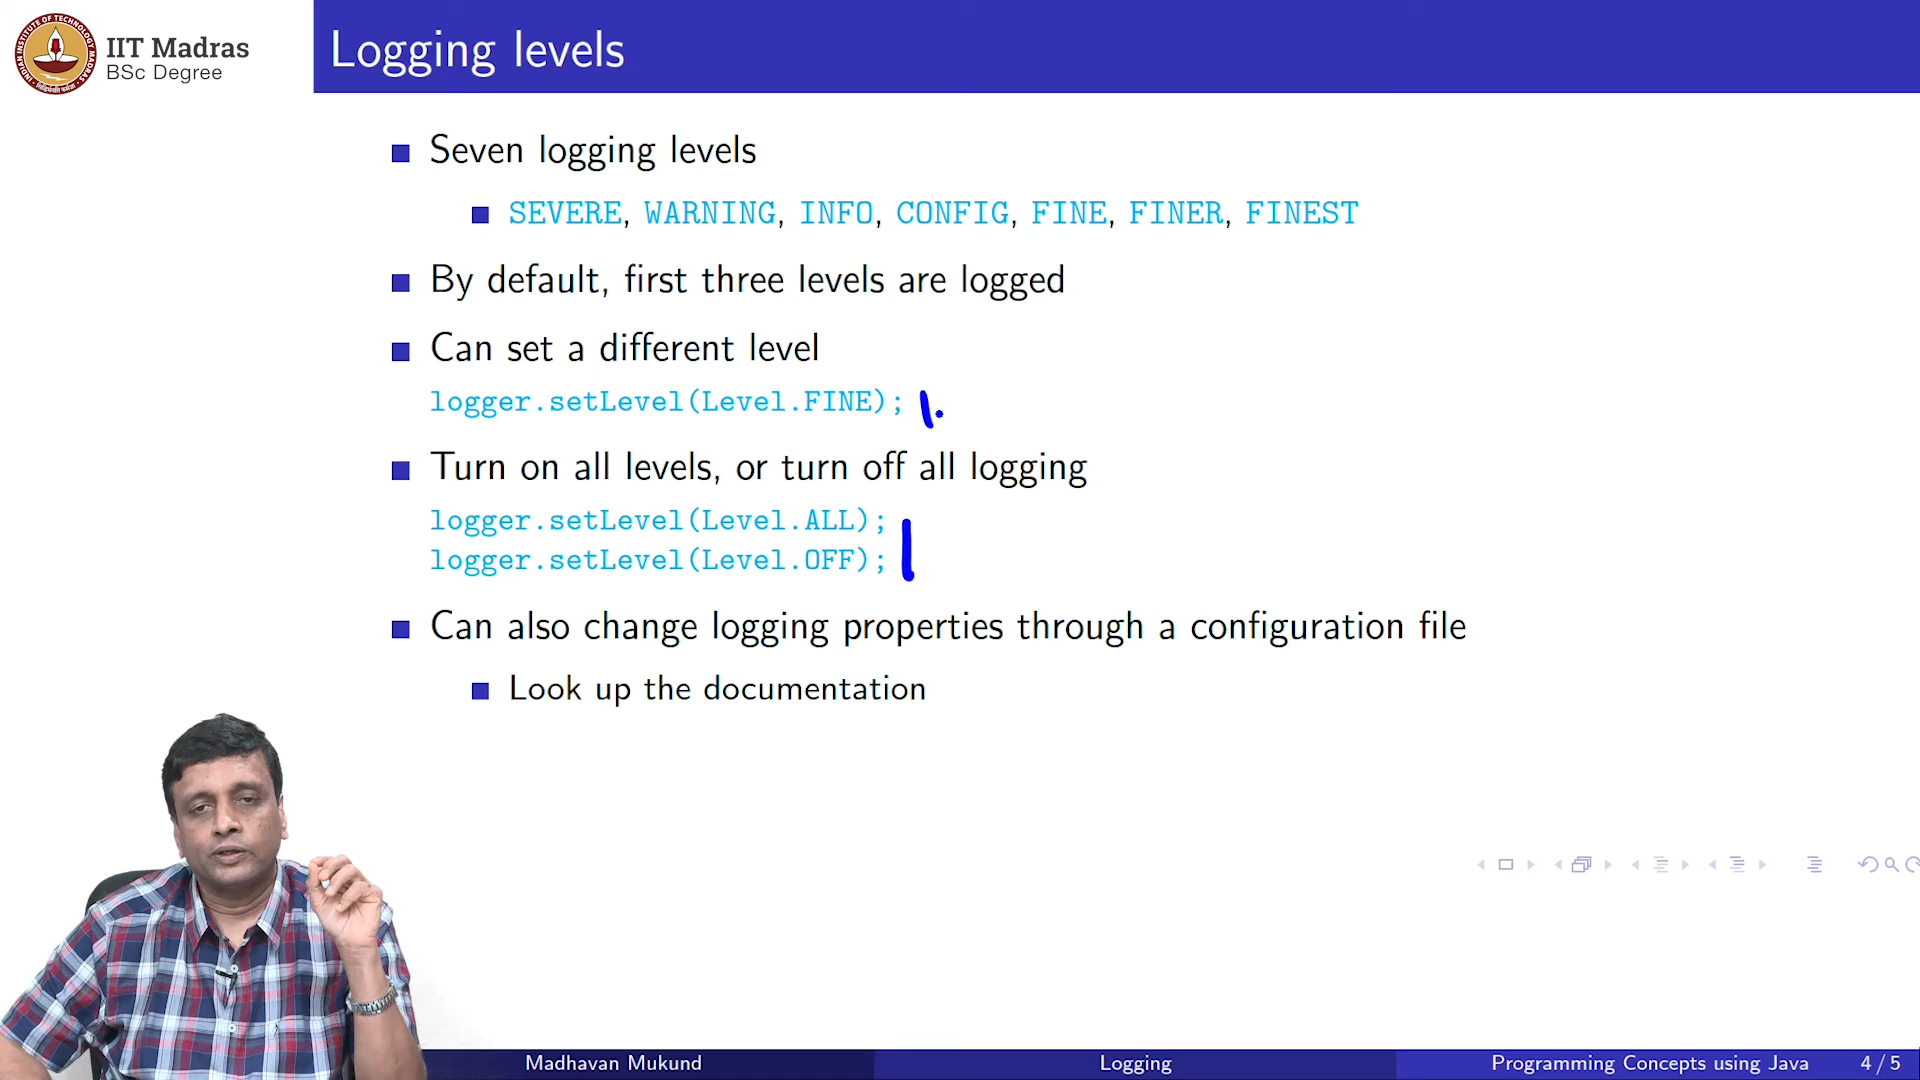 IIT Madras
BSc Degree
Logging levels
Seven logging levels
SEVERE, WARNING, INFO, CONFIG, FINE, FINER, FINEST
By default, first three levels are logged
Can set a different level
logger.setLevel(Level.FINE);
Turn on all levels, or turn off all logging
logger.setLevel(Level.ALL);
logger.setLevel(Level.OFF);
Can also change logging properties through a configuration file
Look up the documentation
Madhavan Mukund
Logging
Programming Concepts using Java
4 / 5